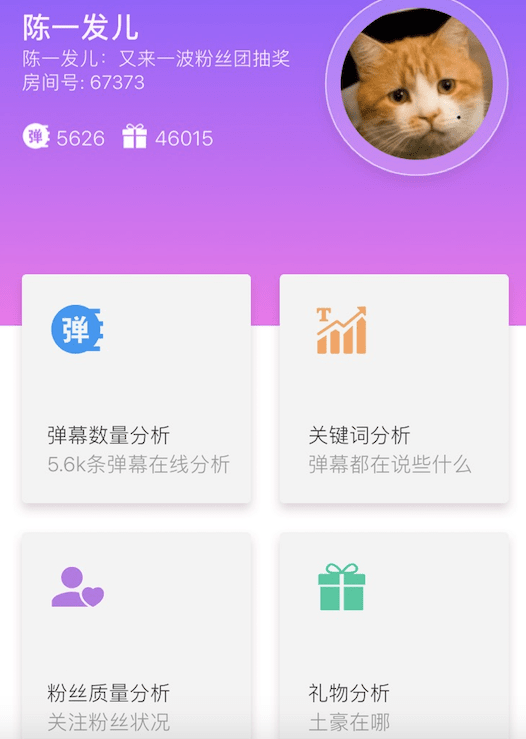 陈一发儿
陈一发儿：又来一波粉丝团抽奖
房间号: 67373
弹 5626 46015
弹
T
弹幕数量分析
5.6k条弹幕在线分析
关键词分析
弹幕都在说些什么
粉丝质量分析
关注粉丝状况
礼物分析
土豪在哪